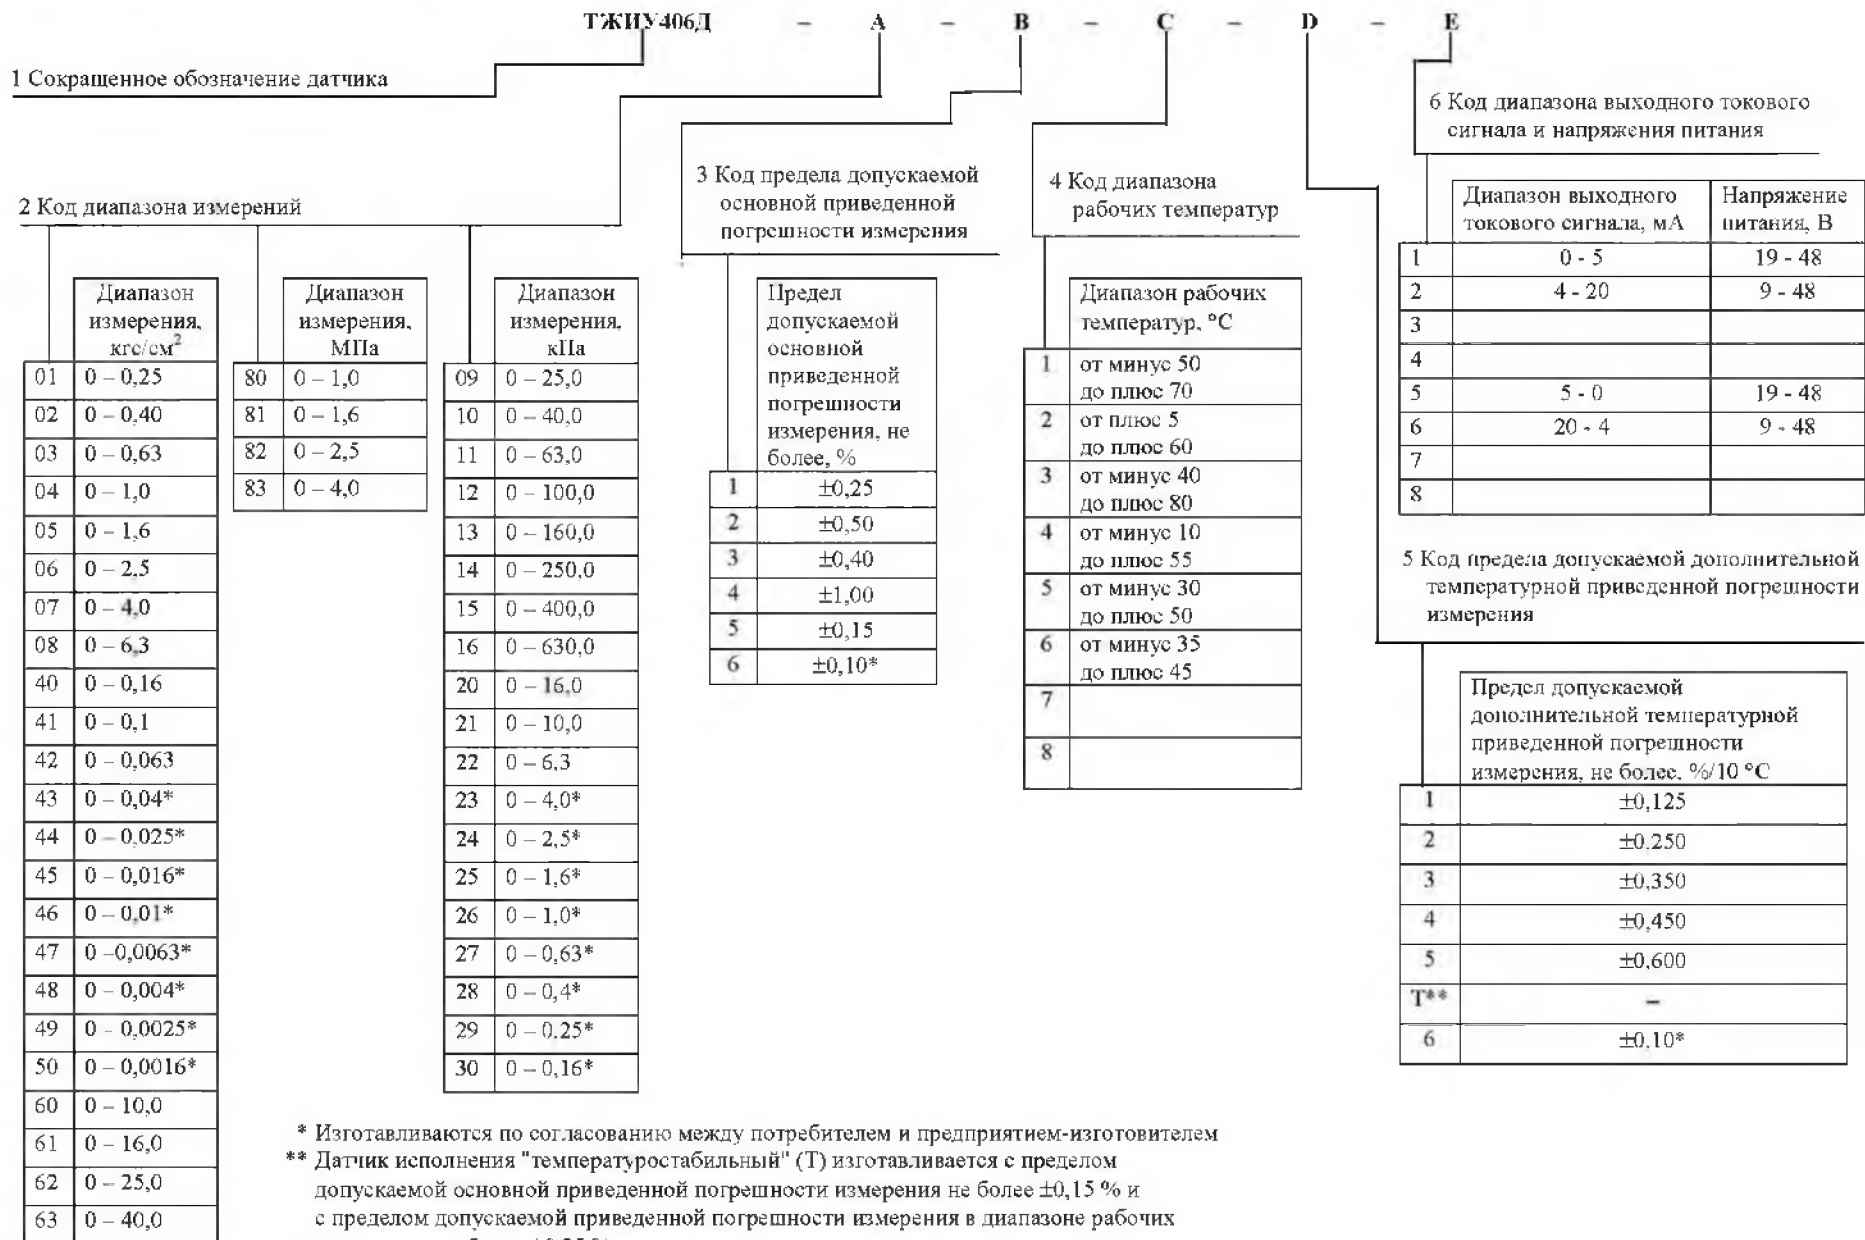 ТЖИУ406Д – А – В – С – D – Е
1 Сокращенное обозначение датчика
2 Код диапазона измерений
Диапазон
измерения,
кгс/см²
01 0 – 0,25
02 0 – 0,40
03 0 – 0,63
04 0 – 1,0
05 0 – 1,6
06 0 – 2,5
07 0 – 4,0
08 0 – 6,3
40 0 – 0,16
41 0 – 0,1
42 0 – 0,063
43 0 – 0,04*
44 0 – 0,025*
45 0 – 0,016*
46 0 – 0,01*
47 0 –0,0063*
48 0 – 0,004*
49 0 – 0,0025*
50 0 – 0,0016*
60 0 – 10,0
61 0 – 16,0
62 0 – 25,0
63 0 – 40,0
Диапазон
измерения,
МПа
80 0 – 1,0
81 0 – 1,6
82 0 – 2,5
83 0 – 4,0
Диапазон
измерения,
кПа
09 0 – 25,0
10 0 – 40,0
11 0 – 63,0
12 0 – 100,0
13 0 – 160,0
14 0 – 250,0
15 0 – 400,0
16 0 – 630,0
20 0 – 16,0
21 0 – 10,0
22 0 – 6,3
23 0 – 4,0*
24 0 – 2,5*
25 0 – 1,6*
26 0 – 1,0*
27 0 – 0,63*
28 0 – 0,4*
29 0 – 0,25*
30 0 – 0,16*
3 Код предела допускаемой
основной приведенной
погрешности измерения
Предел
допускаемой
основной
приведенной
погрешности
измерения, не
более, %
1 ±0,25
2 ±0,50
3 ±0,40
4 ±1,00
5 ±0,15
6 ±0,10*
4 Код диапазона
рабочих температур
Диапазон рабочих
температур, °С
1 от минус 50
до плюс 70
2 от плюс 5
до плюс 60
3 от минус 40
до плюс 80
4 от минус 10
до плюс 55
5 от минус 30
до плюс 50
6 от минус 35
до плюс 45
7
8
6 Код диапазона выходного токового
сигнала и напряжения питания
Диапазон выходного Напряжение
токового сигнала, мА питания, В
1 0 - 5 19 - 48
2 4 - 20 9 - 48
3
4
5 5 - 0 19 - 48
6 20 - 4 9 - 48
7
8
5 Код предела допускаемой дополнительной
температурной приведенной погрешности
измерения
Предел допускаемой
дополнительной температурной
приведенной погрешности
измерения, не более, %/10 °С
1 ±0,125
2 ±0,250
3 ±0,350
4 ±0,450
5 ±0,600
Т** –
6 ±0,10*
* Изготавливаются по согласованию между потребителем и предприятием-изготовителем
** Датчик исполнения "температуростабильный" (Т) изготавливается с пределом
допускаемой основной приведенной погрешности измерения не более ±0,15 % и
с пределом допускаемой приведенной погрешности измерения в диапазоне рабочих